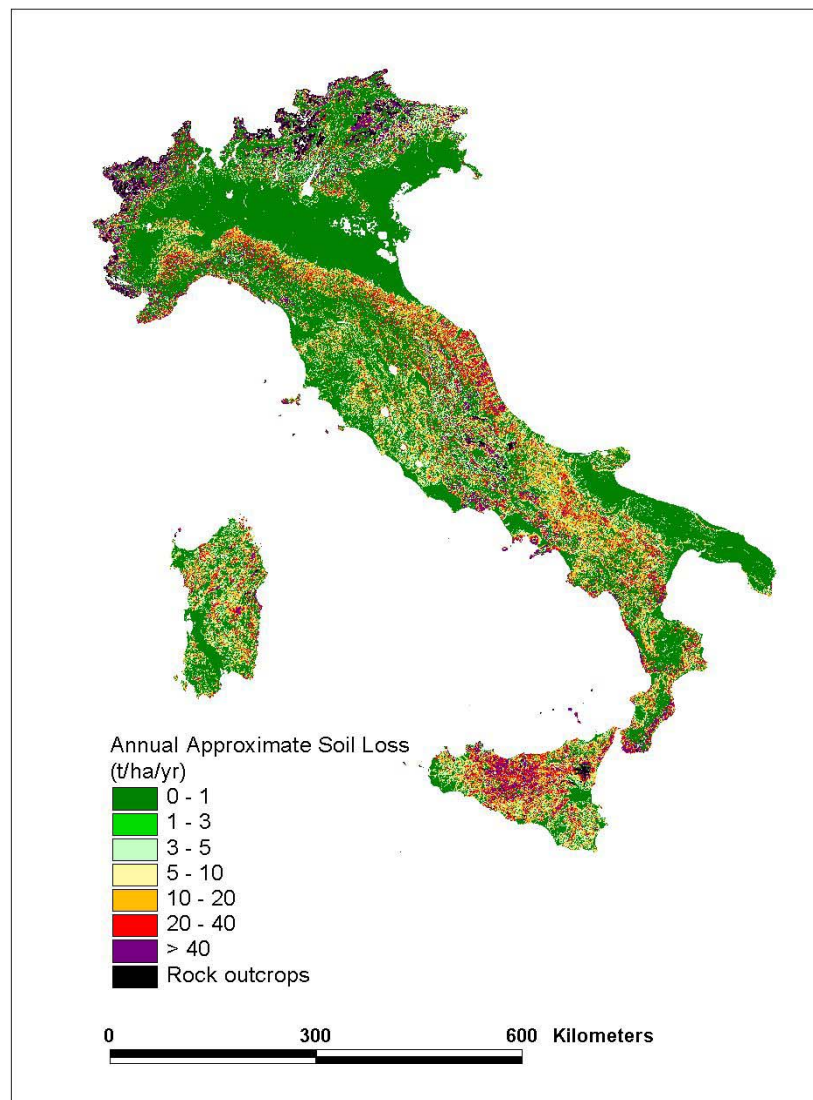 Annual Approximate Soil Loss
(t/ha/yr)
0 - 1
1 - 3
3 - 5
5 - 10
10 - 20
20 - 40
> 40
Rock outcrops
0 300 600 Kilometers